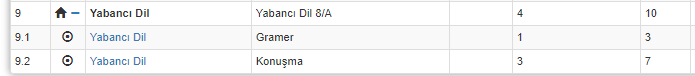 9 Yabancı Dil Yabancı Dil 8/A 4 10
9.1 Yabancı Dil Gramer 1 3
9.2 Yabancı Dil Konuşma 3 7